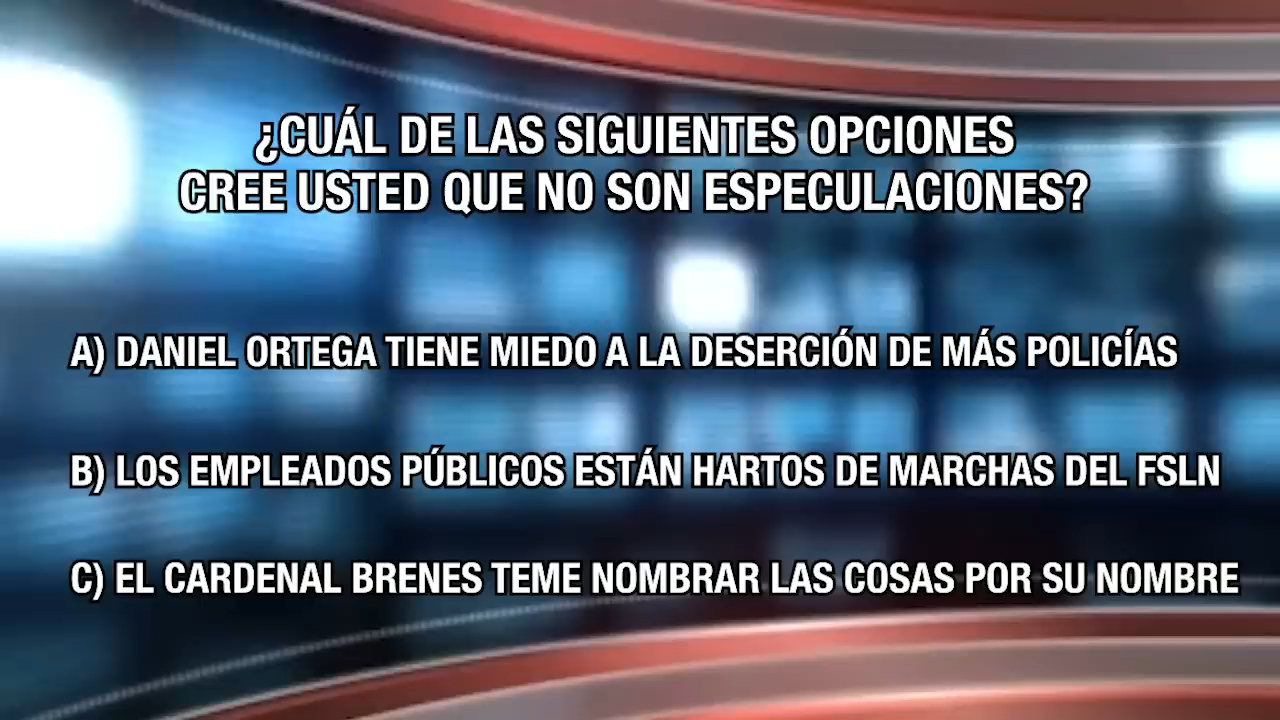 ¿CUÁL DE LAS SIGUIENTES OPCIONES
CREE USTED QUE NO SON ESPECULACIONES?
A) DANIEL ORTEGA TIENE MIEDO A LA DESERCIÓN DE MÁS POLICÍAS
B) LOS EMPLEADOS PÚBLICOS ESTÁN HARTOS DE MARCHAS DEL FSLN
C) EL CARDENAL BRENES TEME NOMBRAR LAS COSAS POR SU NOMBRE